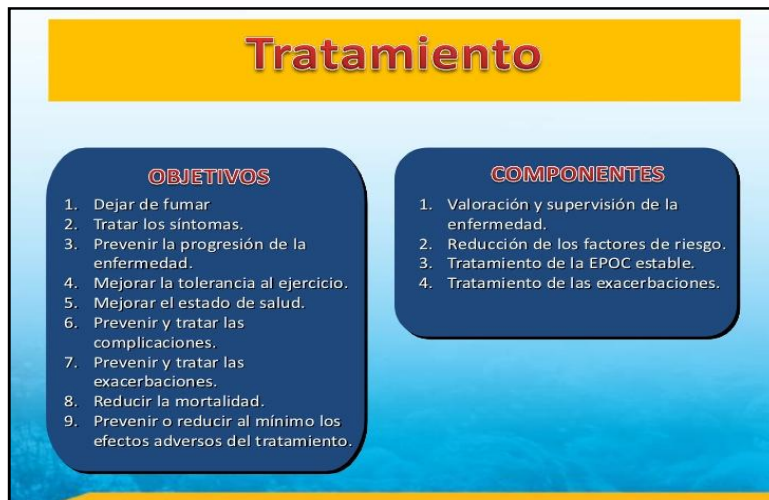 Tratamiento
OBJETIVOS
1. Dejar de fumar
2. Tratar los síntomas.
3. Prevenir la progresión de la
enfermedad.
4. Mejorar la tolerancia al ejercicio.
5. Mejorar el estado de salud.
6. Prevenir y tratar las
complicaciones.
7. Prevenir y tratar las
exacerbaciones.
8. Reducir la mortalidad.
9. Prevenir o reducir al mínimo los
efectos adversos del tratamiento.
COMPONENTES
1. Valoración y supervisión de la
enfermedad.
2. Reducción de los factores de riesgo.
3. Tratamiento de la EPOC estable.
4. Tratamiento de las exacerbaciones.